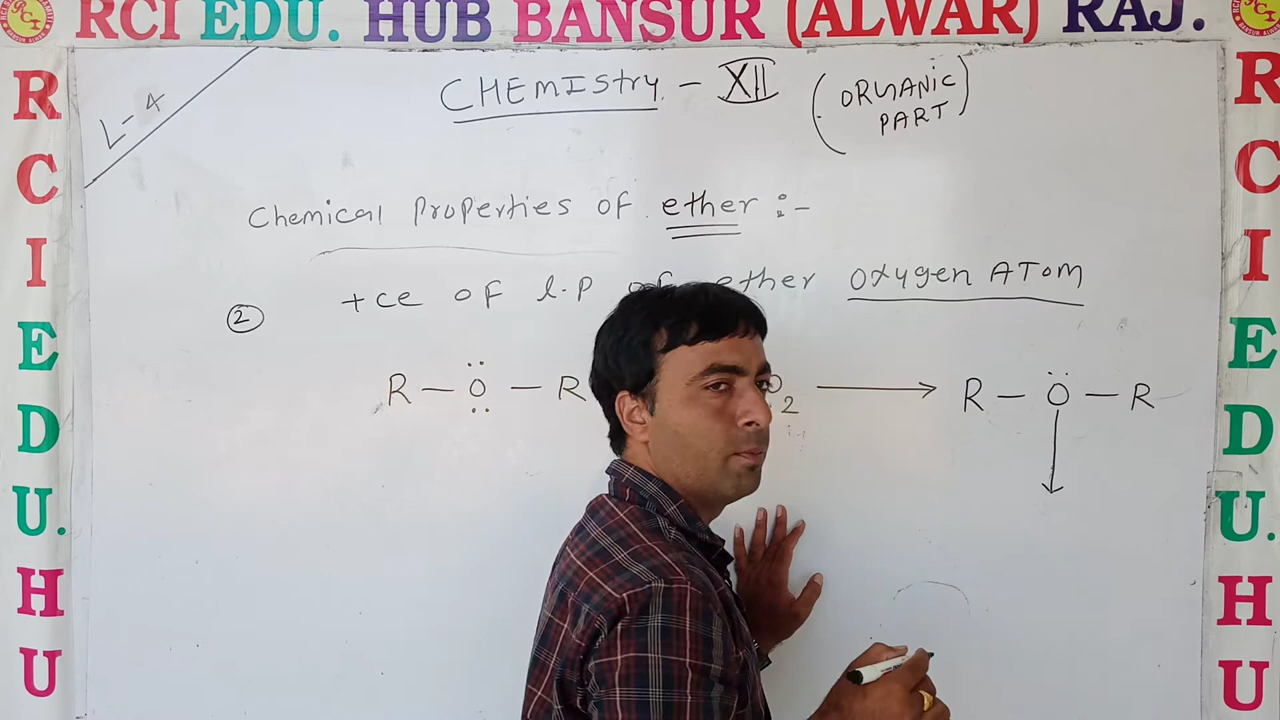 RCI EDU. HUB BANSUR (ALWAR) RAJ.
R
C
I
E
D
U.
H
U
L-4
CHEMIStry - XII (ORGANIC PART)
Chemical Properties of ether :-
② +ce of l.p of ether oxygen ATom
R - Ö - R 2 → R - Ö - R
R
C
I
E
D
U.
H
U